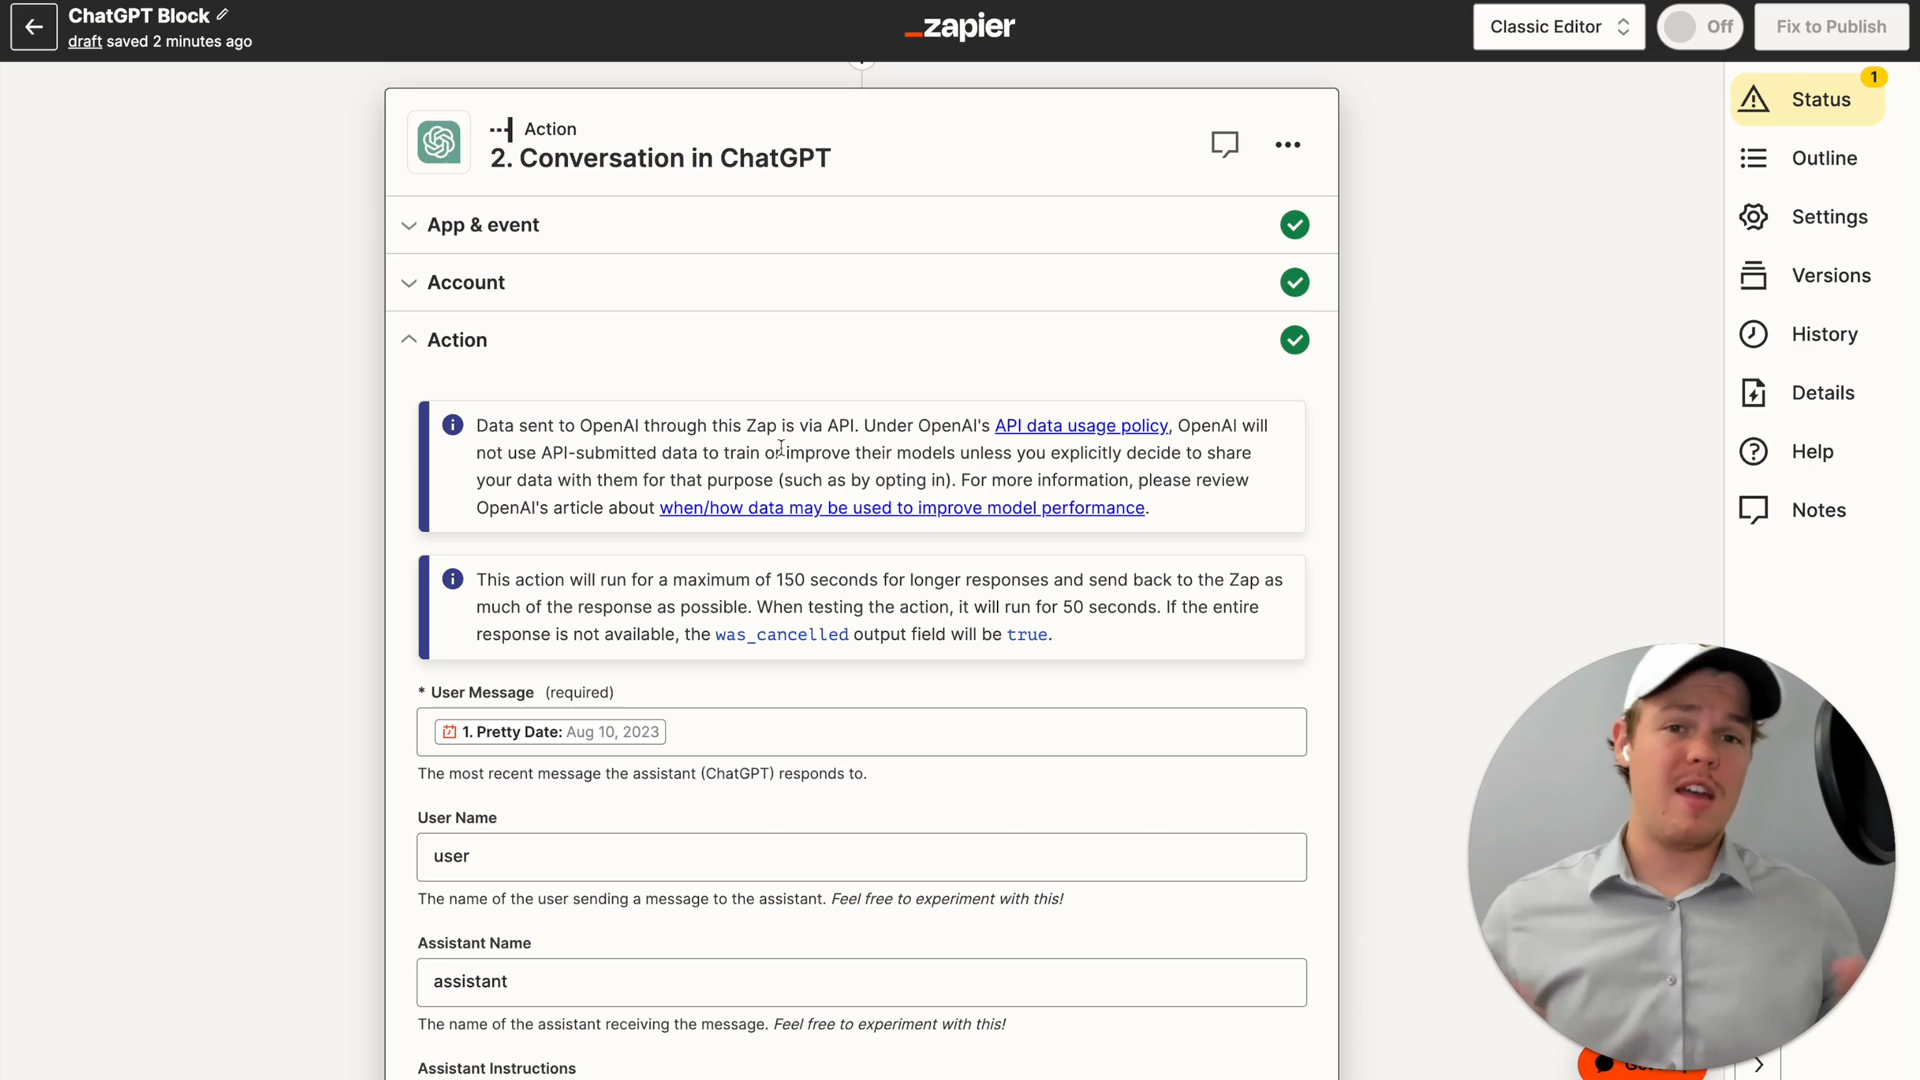 ChatGPT Block
draft saved 2 minutes ago
zapier
Classic Editor
Off
Fix to Publish
Action
2. Conversation in ChatGPT
App & event
Account
Action
Data sent to OpenAI through this Zap is via API. Under OpenAI's API data usage policy, OpenAI will
not use API-submitted data to train or improve their models unless you explicitly decide to share
your data with them for that purpose (such as by opting in). For more information, please review
OpenAI's article about when/how data may be used to improve model performance.
This action will run for a maximum of 150 seconds for longer responses and send back to the Zap as
much of the response as possible. When testing the action, it will run for 50 seconds. If the entire
response is not available, the was_cancelled output field will be true.
* User Message (required)
1. Pretty Date: Aug 10, 2023
The most recent message the assistant (ChatGPT) responds to.
User Name
user
The name of the user sending a message to the assistant. Feel free to experiment with this!
Assistant Name
assistant
The name of the assistant receiving the message. Feel free to experiment with this!
Assistant Instructions
1
Status
Outline
Settings
Versions
History
Details
Help
Notes